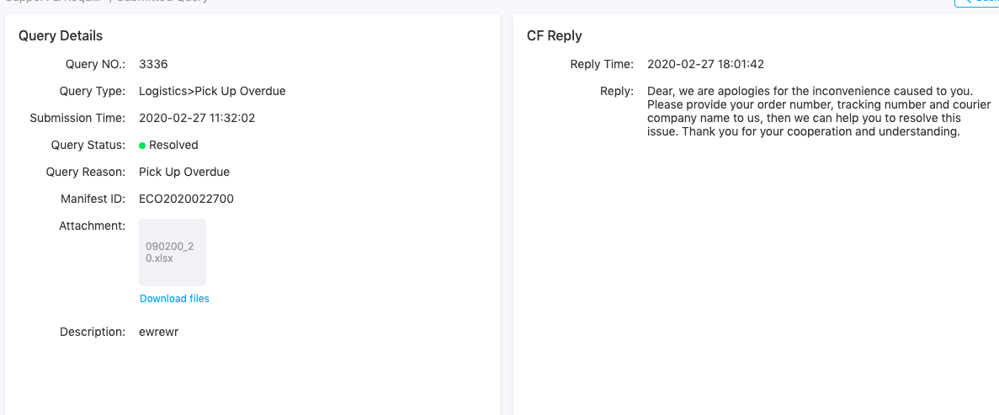 Query Details
Query NO.: 3336
Query Type: Logistics>Pick Up Overdue
Submission Time: 2020-02-27 11:32:02
Query Status: Resolved
Query Reason: Pick Up Overdue
Manifest ID: ECO2020022700
Attachment:
090200_2
0.xlsx
Download files
Description: ewrewr
CF Reply
Reply Time: 2020-02-27 18:01:42
Reply: Dear, we are apologies for the inconvenience caused to you.
Please provide your order number, tracking number and courier
company name to us, then we can help you to resolve this
issue. Thank you for your cooperation and understanding.